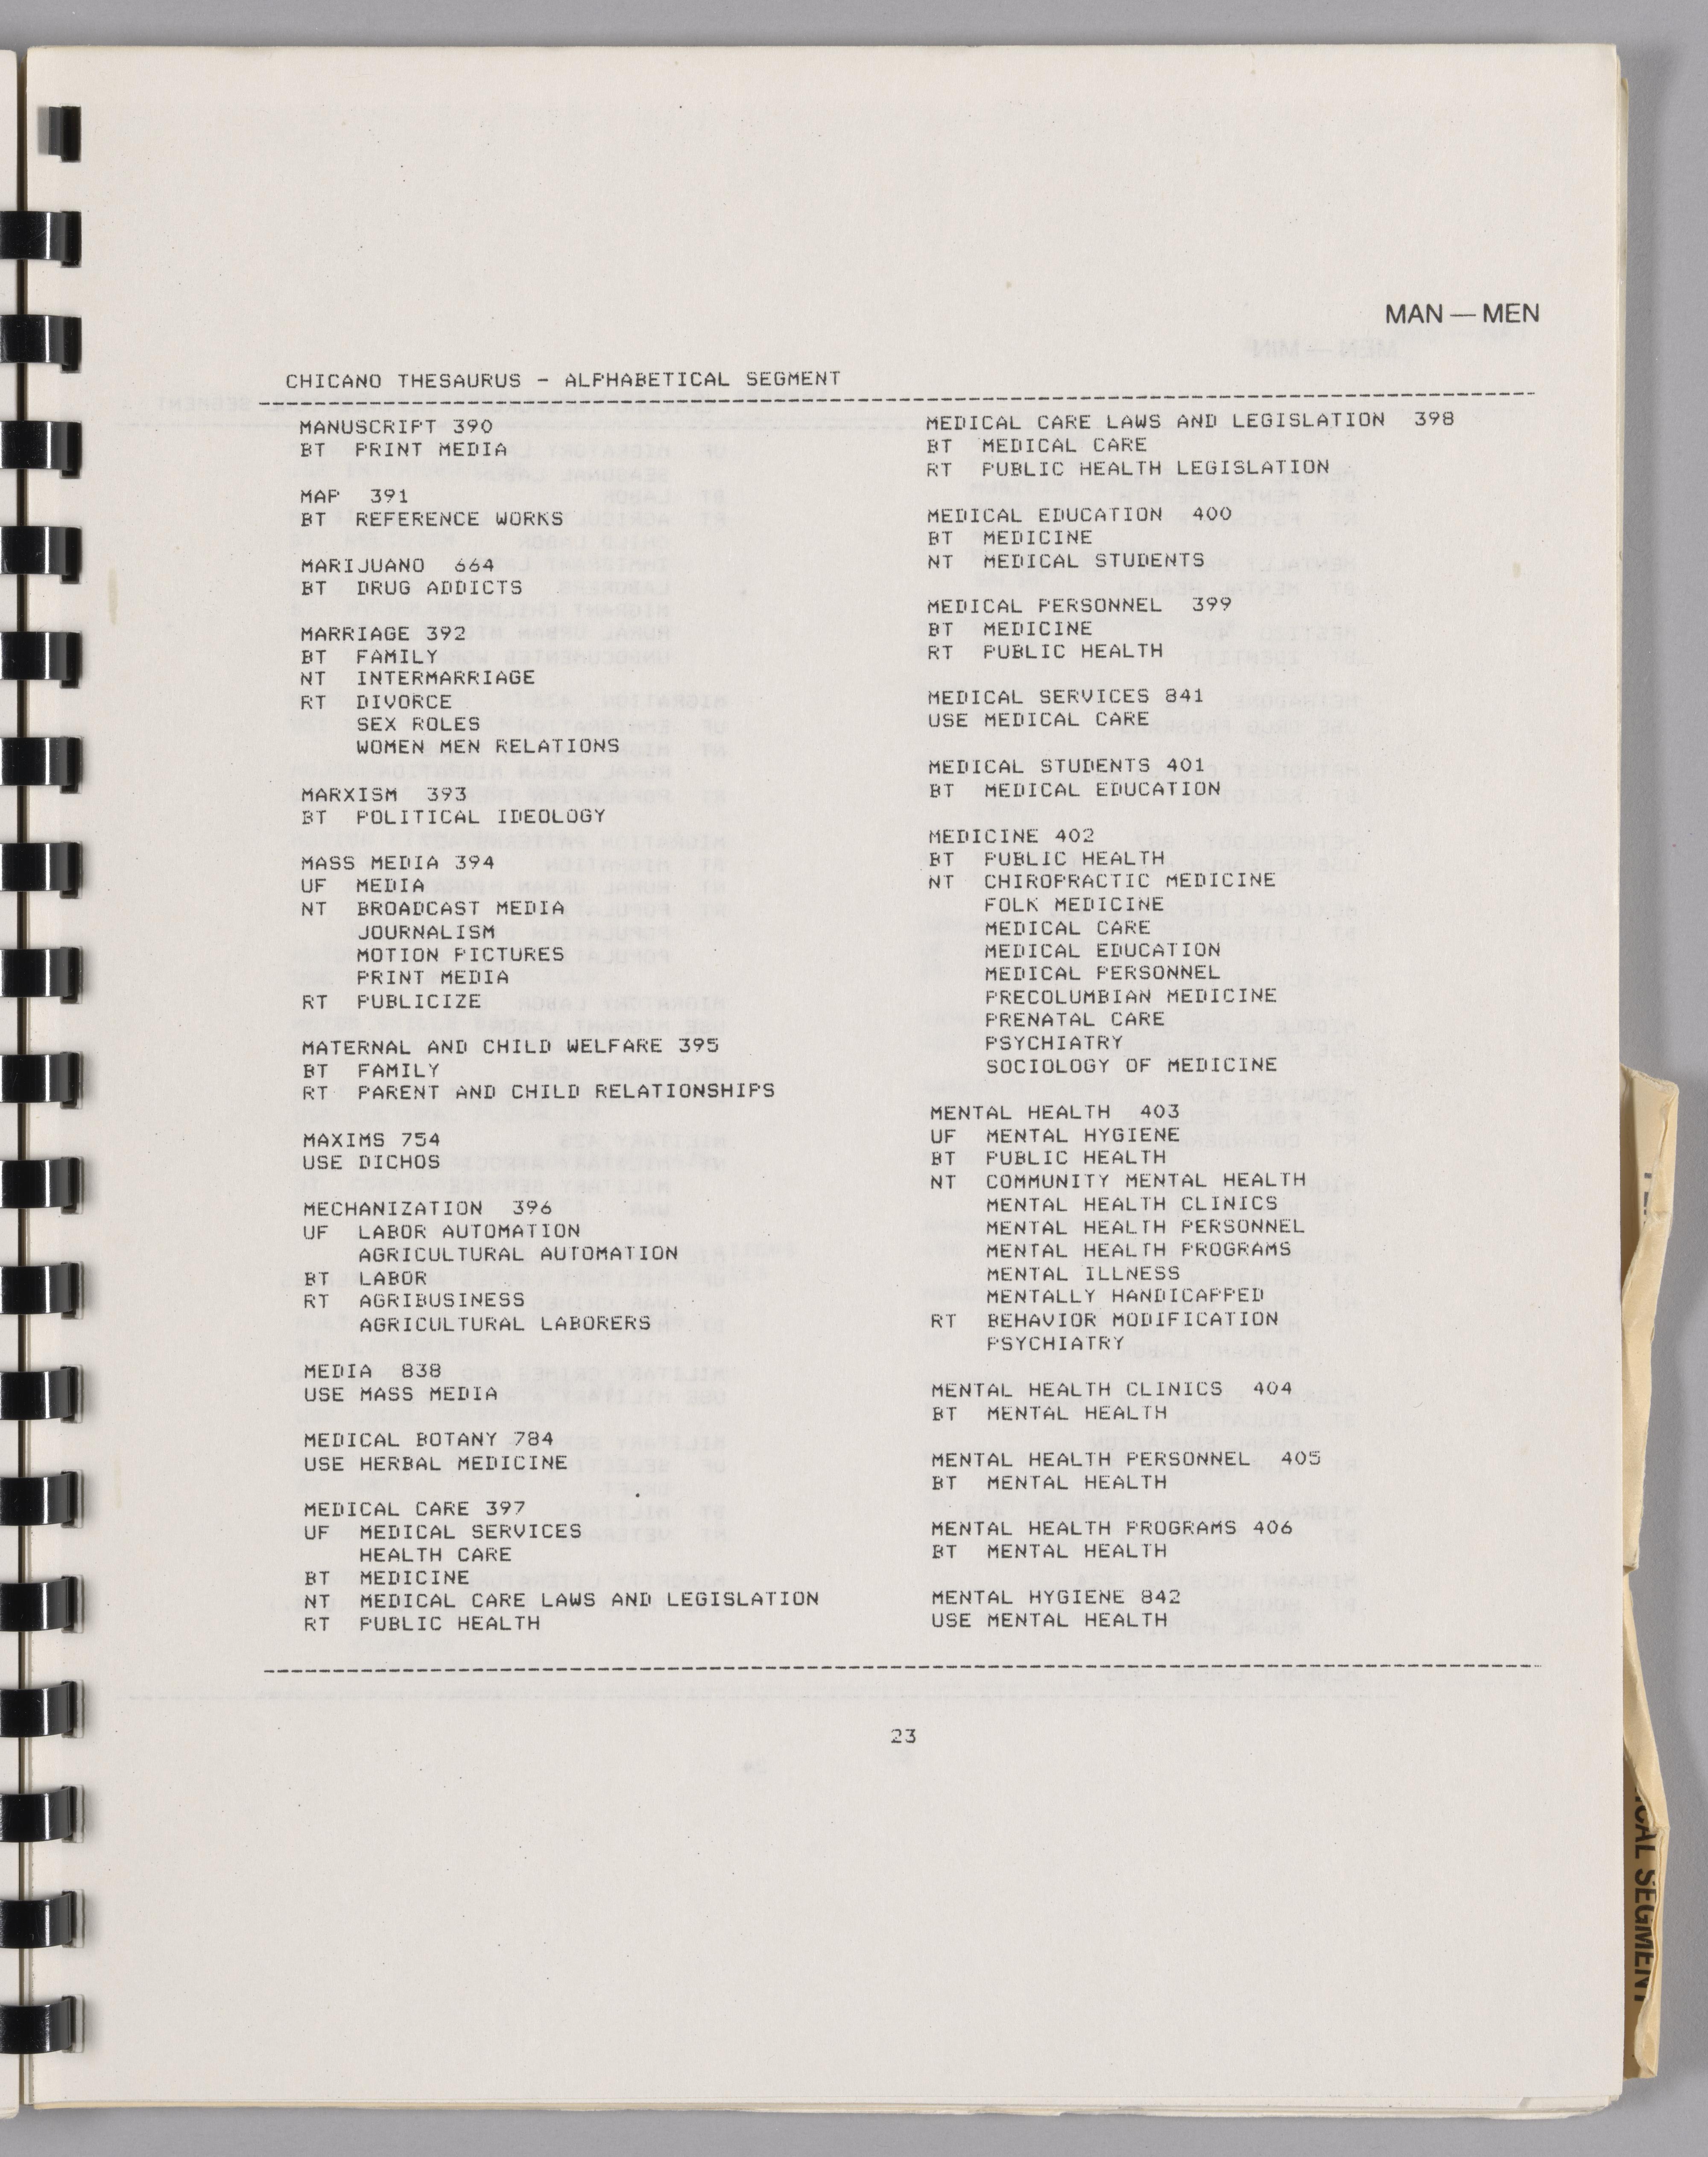 MAN — MEN
CHICANO THESAURUS - ALPHABETICAL SEGMENT
MANUSCRIPT 390
BT PRINT MEDIA
MAP 391
BT REFERENCE WORKS
MARIJUANO 664
BT DRUG ADDICTS
MARRIAGE 392
BT FAMILY
NT INTERMARRIAGE
RT DIVORCE
SEX ROLES
WOMEN MEN RELATIONS
MARXISM 393
BT POLITICAL IDEOLOGY
MASS MEDIA 394
UF MEDIA
NT BROADCAST MEDIA
JOURNALISM
MOTION PICTURES
PRINT MEDIA
RT PUBLICIZE
MATERNAL AND CHILD WELFARE 395
BT FAMILY
RT PARENT AND CHILD RELATIONSHIPS
MAXIMS 754
USE DICHOS
MECHANIZATION 396
UF LABOR AUTOMATION
AGRICULTURAL AUTOMATION
BT LABOR
RT AGRIBUSINESS
AGRICULTURAL LABORERS
MEDIA 838
USE MASS MEDIA
MEDICAL BOTANY 784
USE HERBAL MEDICINE
MEDICAL CARE 397
UF MEDICAL SERVICES
HEALTH CARE
BT MEDICINE
NT MEDICAL CARE LAWS AND LEGISLATION
RT PUBLIC HEALTH
MEDICAL CARE LAWS AND LEGISLATION 398
BT MEDICAL CARE
RT PUBLIC HEALTH LEGISLATION
MEDICAL EDUCATION 400
BT MEDICINE
NT MEDICAL STUDENTS
MEDICAL PERSONNEL 399
BT MEDICINE
RT PUBLIC HEALTH
MEDICAL SERVICES 841
USE MEDICAL CARE
MEDICAL STUDENTS 401
BT MEDICAL EDUCATION
MEDICINE 402
BT PUBLIC HEALTH
NT CHIROPRACTIC MEDICINE
FOLK MEDICINE
MEDICAL CARE
MEDICAL EDUCATION
MEDICAL PERSONNEL
PRECOLUMBIAN MEDICINE
PRENATAL CARE
PSYCHIATRY
SOCIOLOGY OF MEDICINE
MENTAL HEALTH 403
UF MENTAL HYGIENE
BT PUBLIC HEALTH
NT COMMUNITY MENTAL HEALTH
MENTAL HEALTH CLINICS
MENTAL HEALTH PERSONNEL
MENTAL HEALTH PROGRAMS
MENTAL ILLNESS
MENTALLY HANDICAPPED
RT BEHAVIOR MODIFICATION
PSYCHIATRY
MENTAL HEALTH CLINICS 404
BT MENTAL HEALTH
MENTAL HEALTH PERSONNEL 405
BT MENTAL HEALTH
MENTAL HEALTH PROGRAMS 406
BT MENTAL HEALTH
MENTAL HYGIENE 842
USE MENTAL HEALTH
23
SEGMENT